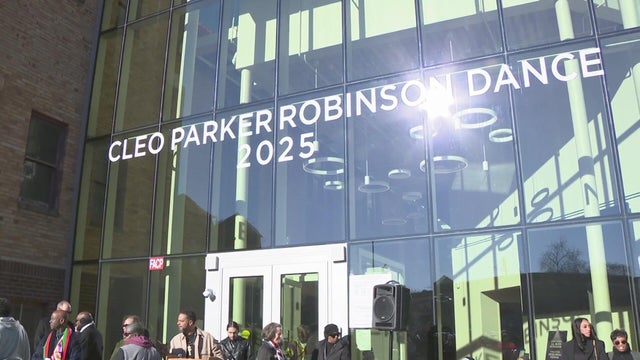 CLEO PARKER ROBINSON DANCE
2025
FACP